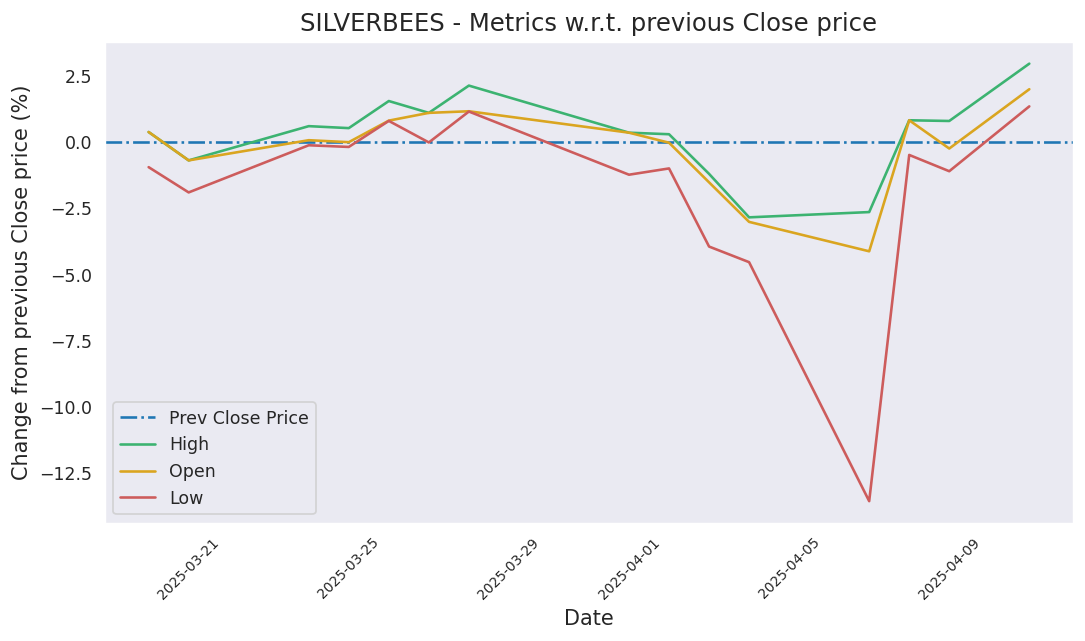 SILVERBEES - Metrics w.r.t. previous Close price
Change from previous Close price (%)
2.5
0.0
−2.5
−5.0
−7.5
−10.0
−12.5
Prev Close Price
High
Open
Low
2025-03-21
2025-03-25
2025-03-29
2025-04-01
2025-04-05
2025-04-09
Date